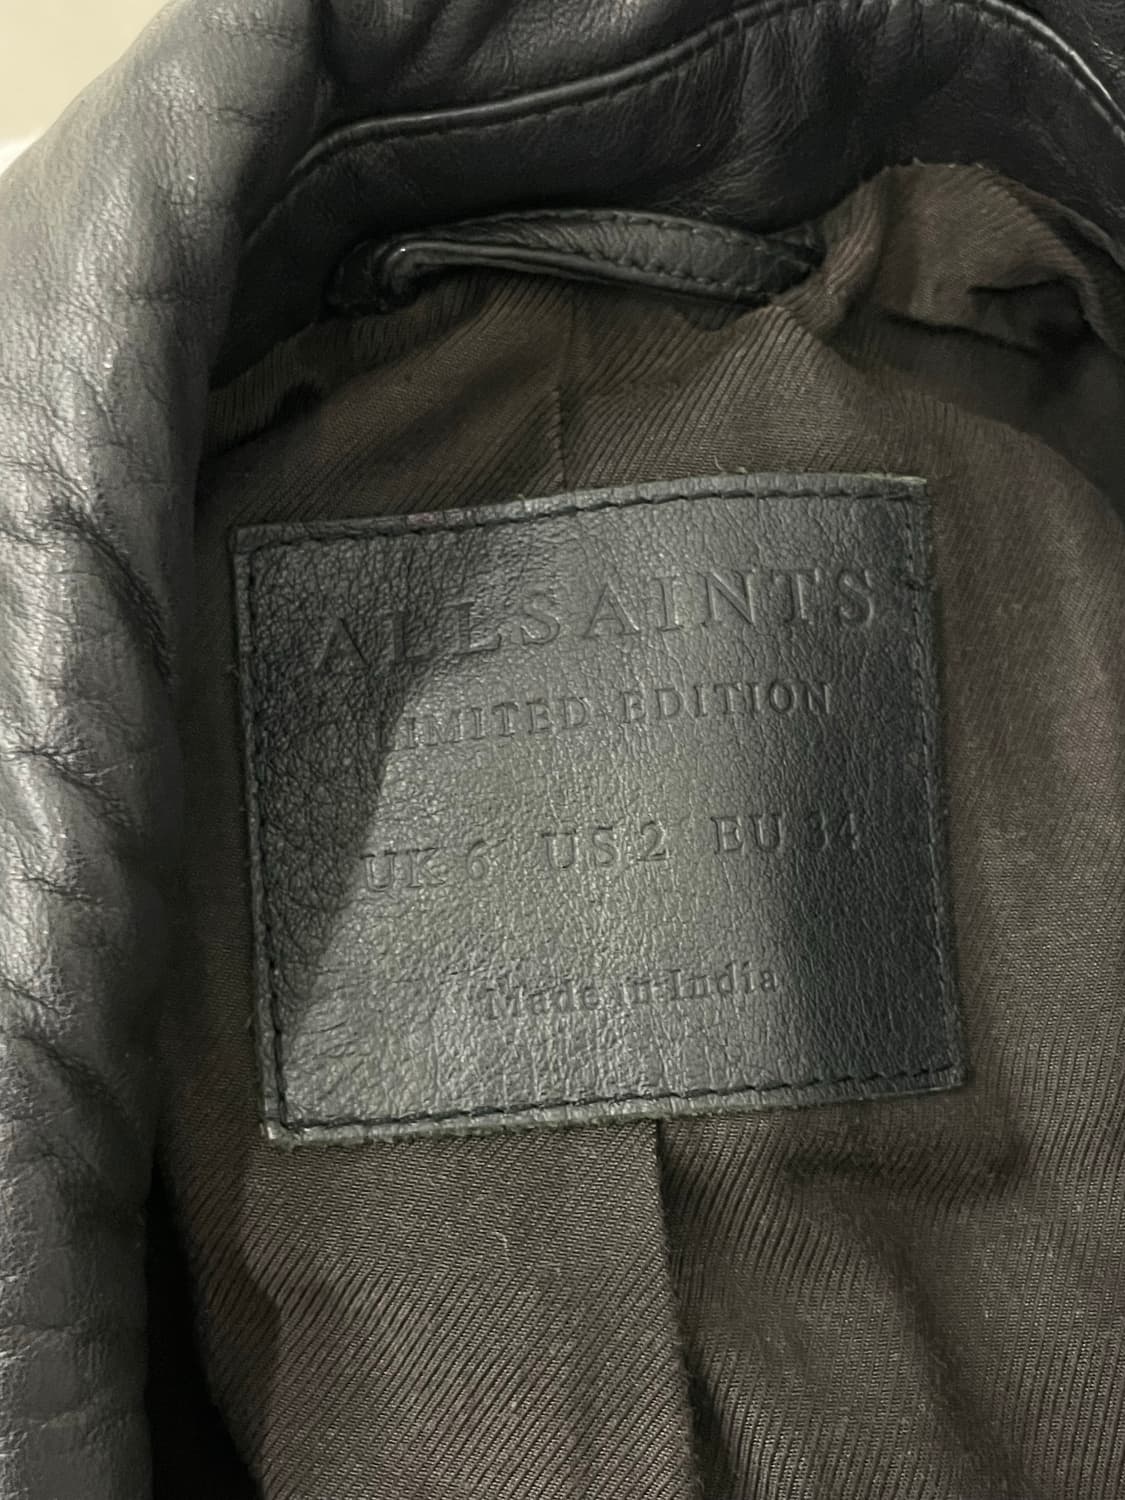 ALLSAINTS
LIMITED EDITION
UK 6 US 2 EU 34
Made in India